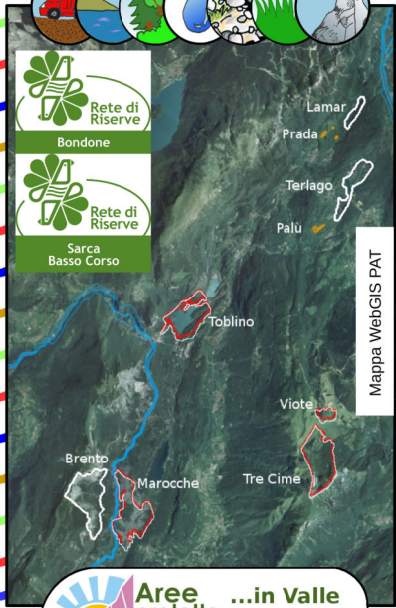 Rete di
Riserve
Bondone
Rete di
Riserve
Sarca
Basso Corso
Lamar
Prada
Terlago
Palù
Mappa WebGIS PAT
Toblino
Viote
Brento
Marocche
Tre Cime
Aree ...in Valle